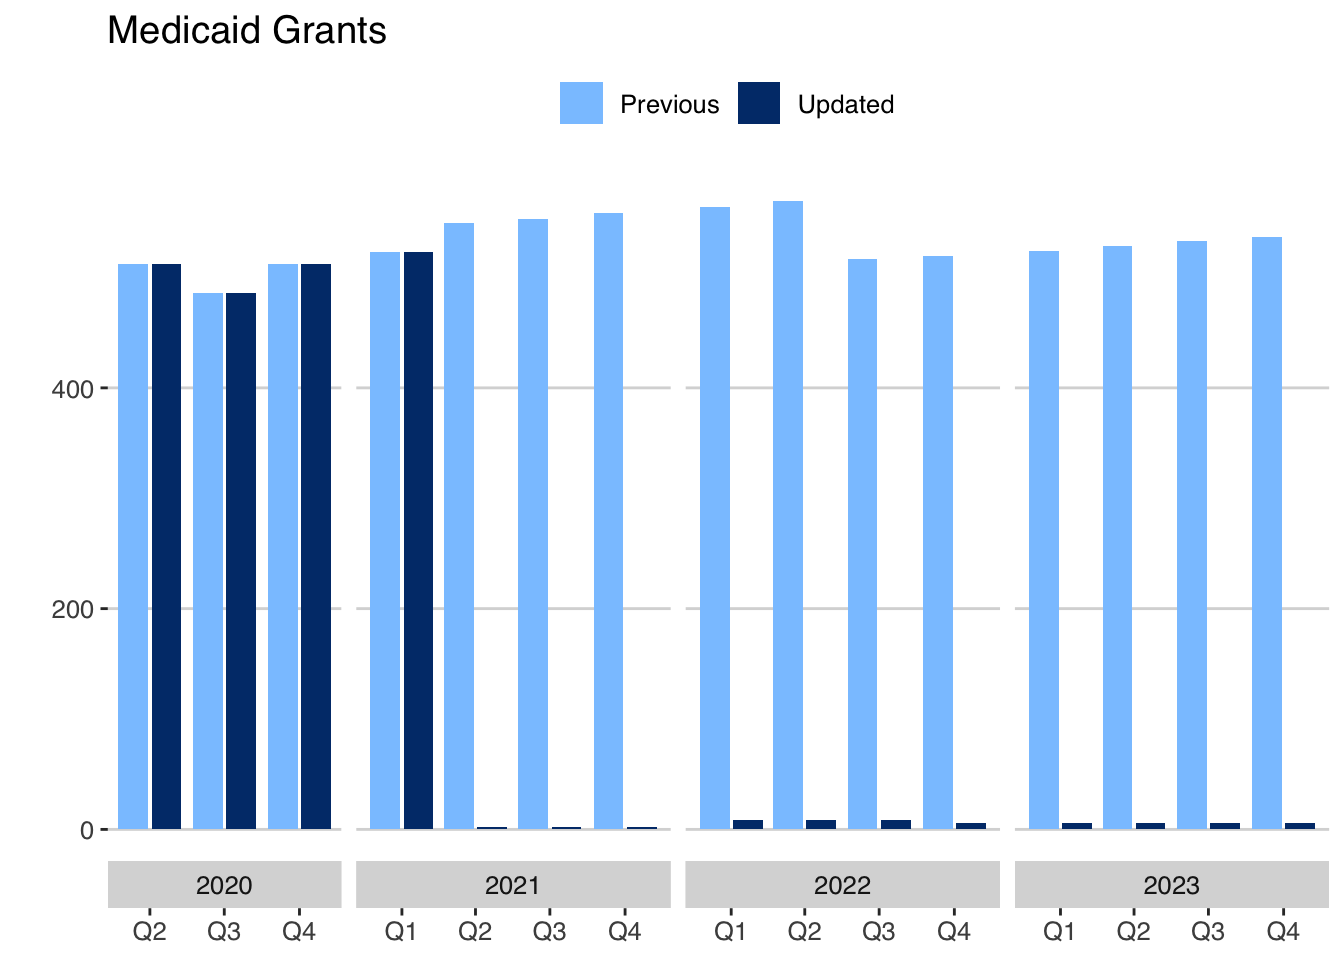 Medicaid Grants
Previous Updated
400
200
0
2020 2021 2022 2023
Q2 Q3 Q4 Q1 Q2 Q3 Q4 Q1 Q2 Q3 Q4 Q1 Q2 Q3 Q4